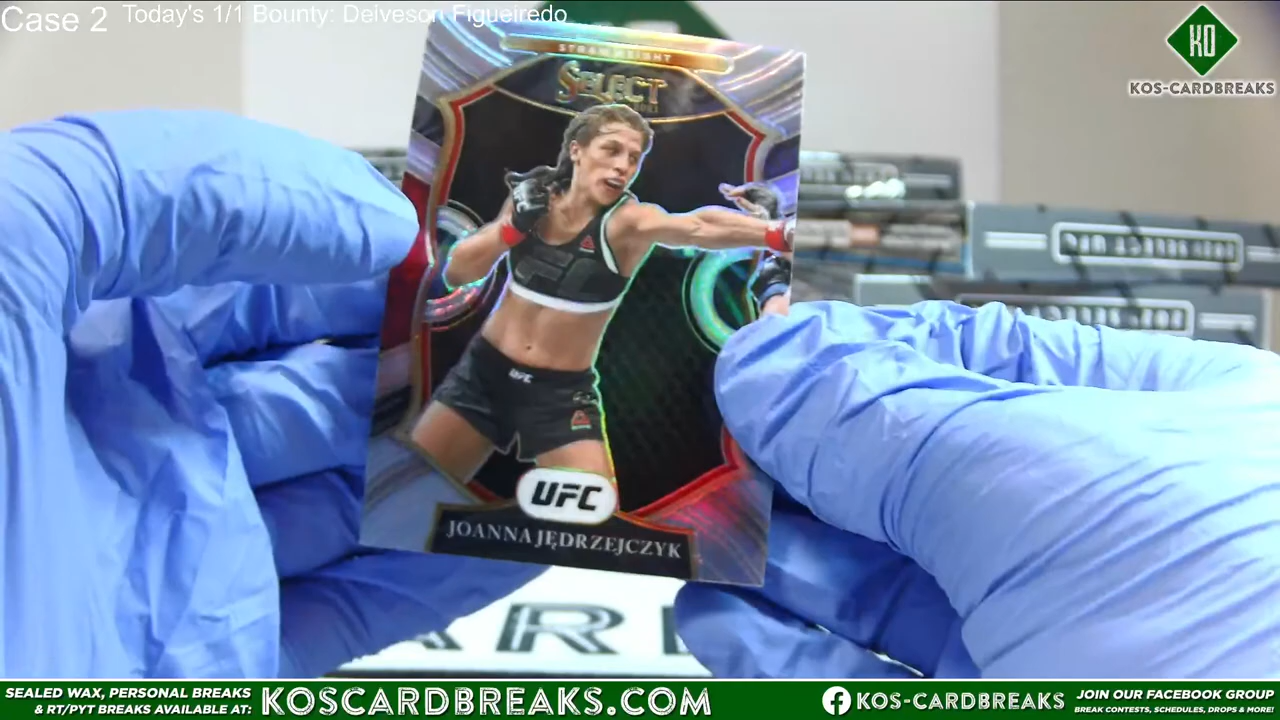 Case 2
Today's 1/1 Bounty: Deiveson Figueiredo
KO
KOS-CARDBREAKS
STRAWWEIGHT
SELECT
UFC
UFC
JOANNA JĘDRZEJCZYK
ARD
SEALED WAX, PERSONAL BREAKS
& RT/PYT BREAKS AVAILABLE AT:
KOSCARDBREAKS.COM
KOS-CARDBREAKS
JOIN OUR FACEBOOK GROUP
BREAK CONTESTS, SCHEDULES, DROPS & MORE!